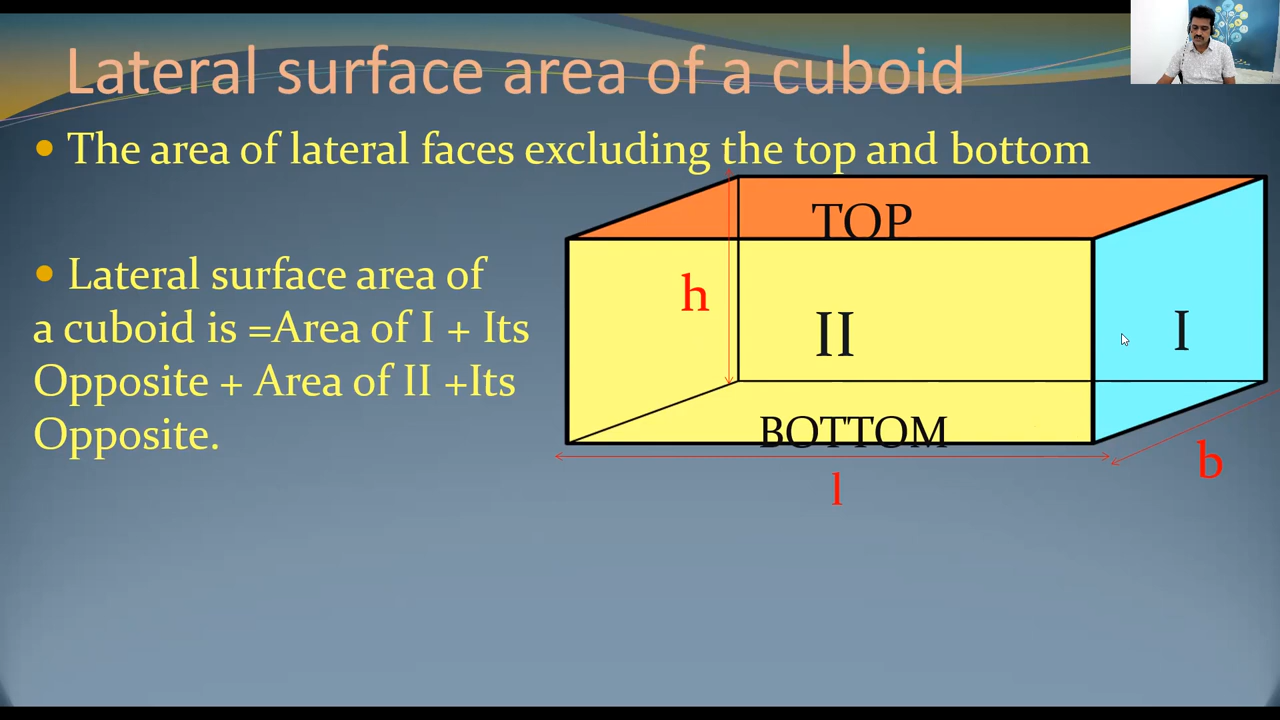 Lateral surface area of a cuboid
• The area of lateral faces excluding the top and bottom
TOP
• Lateral surface area of
a cuboid is =Area of I + Its
Opposite + Area of II +Its
Opposite.
h
II
I
BOTTOM
b
l